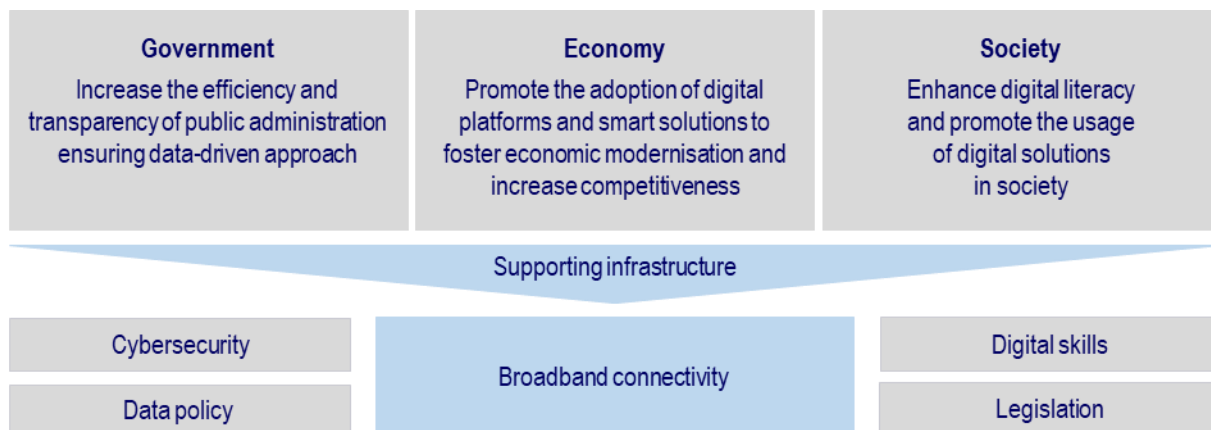 Government
Increase the efficiency and
transparency of public administration
ensuring data-driven approach
Economy
Promote the adoption of digital
platforms and smart solutions to
foster economic modernisation and
increase competitiveness
Society
Enhance digital literacy
and promote the usage
of digital solutions
in society
Supporting infrastructure
Cybersecurity
Data policy
Broadband connectivity
Digital skills
Legislation